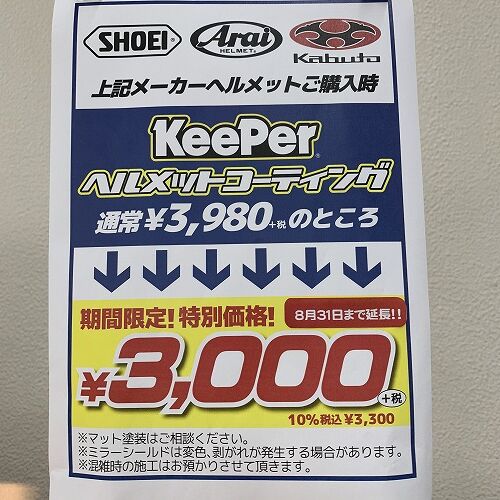 SHOEI Arai HELMET Kabuto
上記メーカーヘルメットご購入時
KeePer
ヘルメットコーティング
通常¥3,980+税のところ
期間限定!特別価格! 8月31日まで延長!!
¥3,000+税
10%税込¥3,300
※マット塗装はご相談ください。
※ミラーシールドは変色、剥がれが発生する場合があります。
※混雑時の施工はお預かりさせて頂きます。